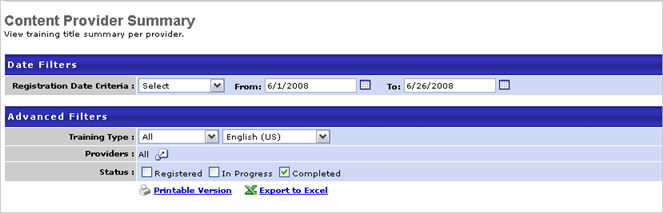 Content Provider Summary
View training title summary per provider.
Date Filters
Registration Date Criteria : Select From: 6/1/2008 To: 6/26/2008
Advanced Filters
Training Type : All English (US)
Providers : All
Status : Registered In Progress Completed
Printable Version Export to Excel